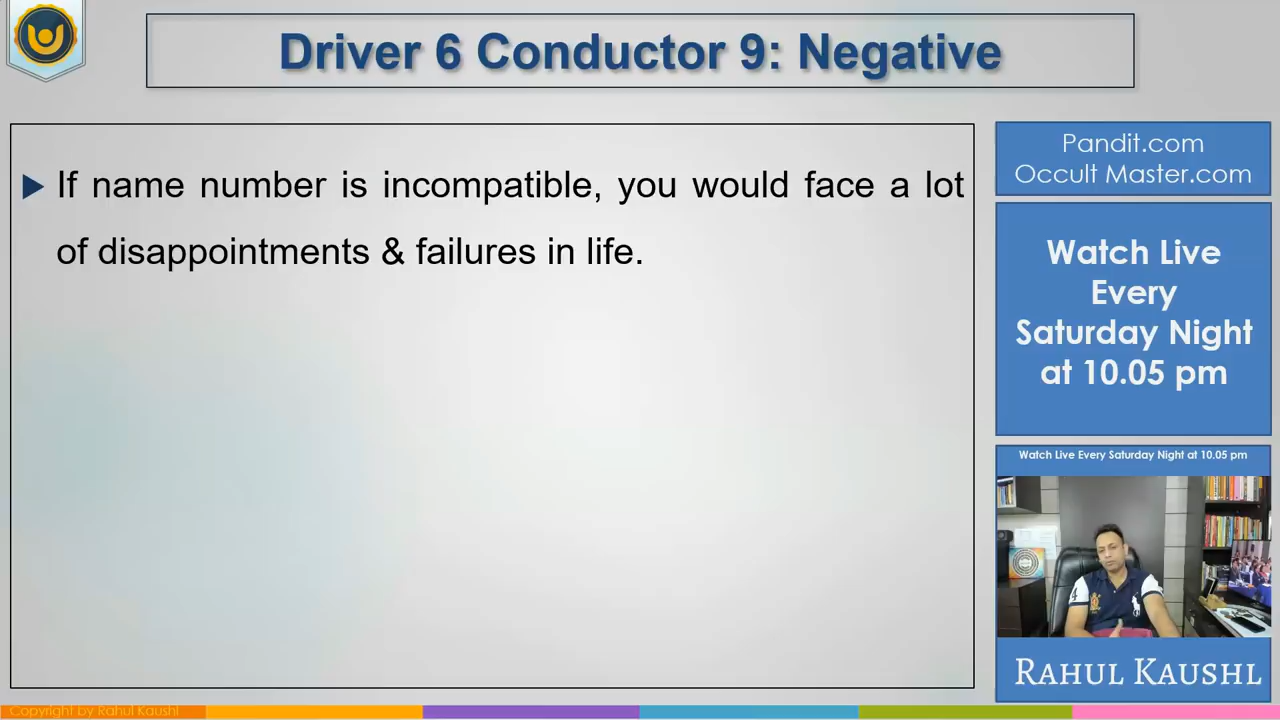 Driver 6 Conductor 9: Negative
If name number is incompatible, you would face a lot
of disappointments & failures in life.
Pandit.com
Occult Master.com
Watch Live
Every
Saturday Night
at 10.05 pm
Watch Live Every Saturday Night at 10.05 pm
RAHUL KAUSHL
Copyright by Rahul Kaushl